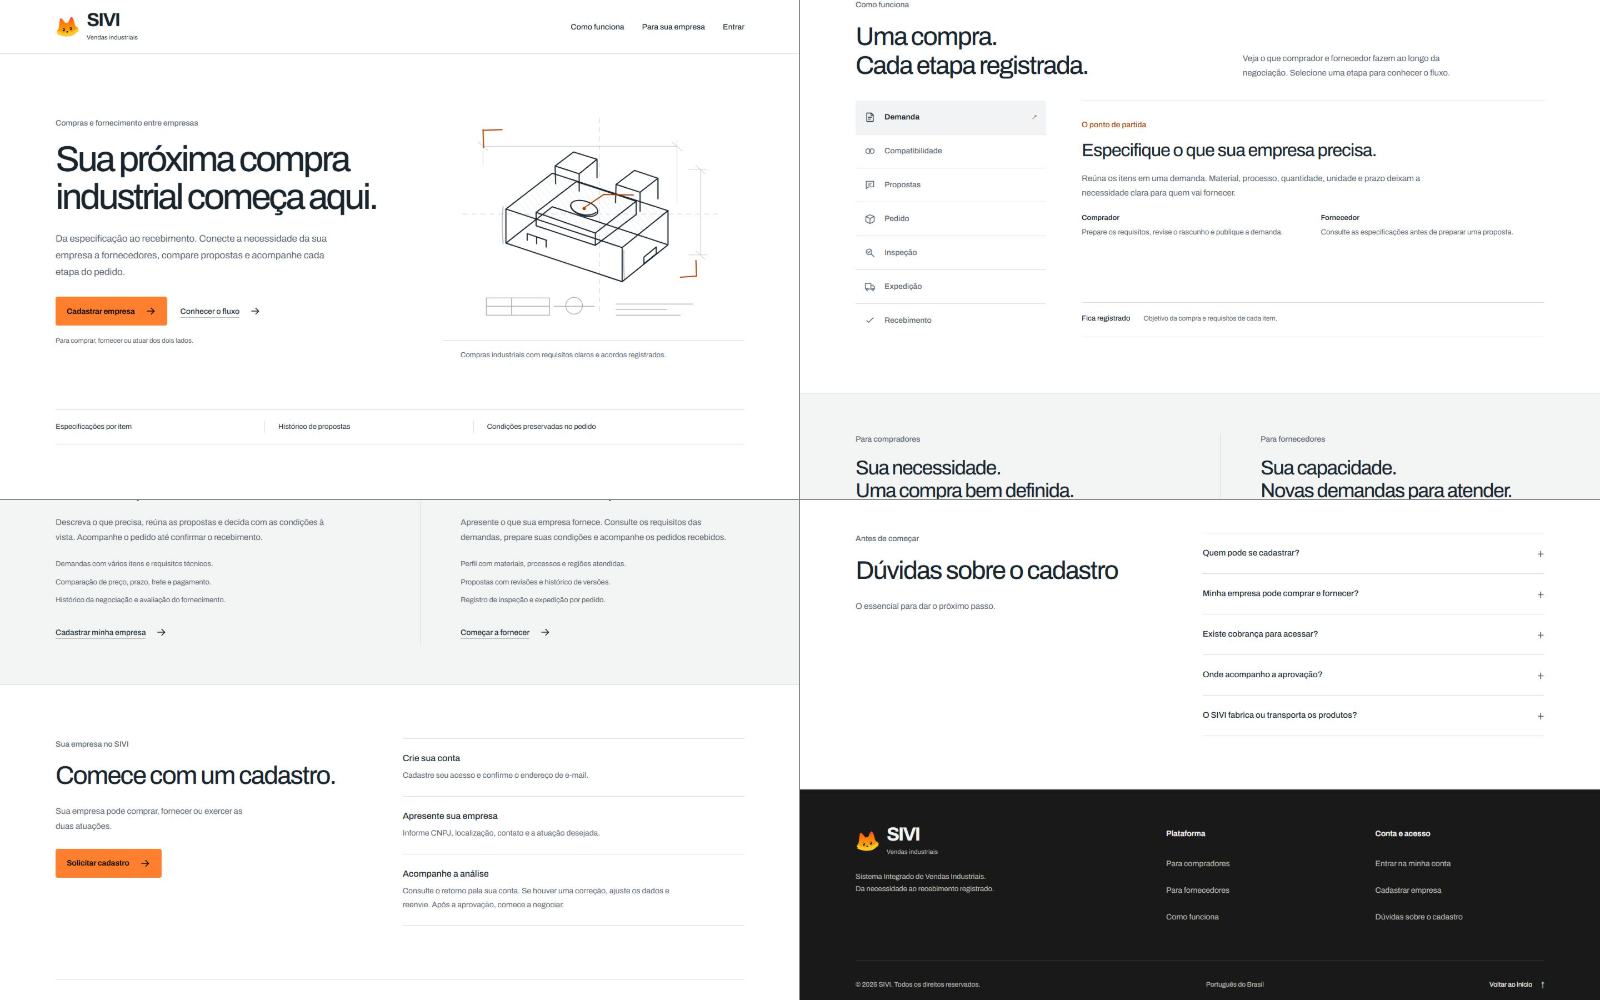 SIVI
Vendas industriais
Como funciona
Para sua empresa
Entrar
Compras e fornecimento entre empresas
Sua próxima compra
industrial começa aqui.
Da especificação ao recebimento. Conecte a necessidade da sua
empresa a fornecedores, compare propostas e acompanhe cada
etapa do pedido.
Cadastrar empresa
Conhecer o fluxo
Para comprar, fornecer ou atuar dos dois lados.
Compras industriais com requisitos claros e acordos registrados.
Especificações por item
Histórico de propostas
Condições preservadas no pedido
Como funciona
Uma compra.
Cada etapa registrada.
Veja o que comprador e fornecedor fazem ao longo da
negociação. Selecione uma etapa para conhecer o fluxo.
Demanda
Compatibilidade
Propostas
Pedido
Inspeção
Expedição
Recebimento
O ponto de partida
Especifique o que sua empresa precisa.
Reúna os itens em uma demanda. Material, processo, quantidade, unidade e prazo deixam a
necessidade clara para quem vai fornecer.
Comprador
Prepare os requisitos, revise o rascunho e publique a demanda.
Fornecedor
Consulte as especificações antes de preparar uma proposta.
Fica registrado
Objetivo da compra e requisitos de cada item.
Para compradores
Sua necessidade.
Uma compra bem definida.
Para fornecedores
Sua capacidade.
Novas demandas para atender.
Descreva o que precisa, reúna as propostas e decida com as condições à
vista. Acompanhe o pedido até confirmar o recebimento.
Demandas com vários itens e requisitos técnicos.
Comparação de preço, prazo, frete e pagamento.
Histórico da negociação e avaliação do fornecimento.
Cadastrar minha empresa
Apresente o que sua empresa fornece. Consulte os requisitos das
demandas, prepare suas condições e acompanhe os pedidos recebidos.
Perfil com materiais, processos e regiões atendidas.
Propostas com revisões e histórico de versões.
Registro de inspeção e expedição por pedido.
Começar a fornecer
Sua empresa no SIVI
Comece com um cadastro.
Sua empresa pode comprar, fornecer ou exercer as
duas atuações.
Solicitar cadastro
Crie sua conta
Cadastre seu acesso e confirme o endereço de e-mail.
Apresente sua empresa
Informe CNPJ, localização, contato e a atuação desejada.
Acompanhe a análise
Consulte o retorno pela sua conta. Se houver uma correção, ajuste os dados e
reenvie. Após a aprovação, comece a negociar.
Antes de começar
Dúvidas sobre o cadastro
O essencial para dar o próximo passo.
Quem pode se cadastrar?
Minha empresa pode comprar e fornecer?
Existe cobrança para acessar?
Onde acompanho a aprovação?
O SIVI fabrica ou transporta os produtos?
SIVI
Vendas industriais
Sistema Integrado de Vendas Industriais.
Da necessidade ao recebimento registrado.
Plataforma
Para compradores
Para fornecedores
Como funciona
Conta e acesso
Entrar na minha conta
Cadastrar empresa
Dúvidas sobre o cadastro
© 2026 SIVI. Todos os direitos reservados.
Português do Brasil
Voltar ao início